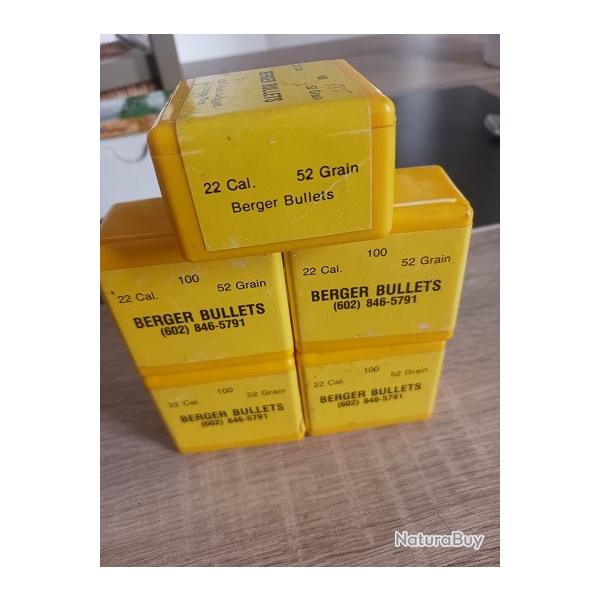 BERGER BULLETS
22 Cal. 52 Grain
Berger Bullets
22 Cal. 100 52 Grain
BERGER BULLETS
(602) 846-5791
22 Cal. 100 52 Grain
BERGER BULLETS
(602) 846-5791
22 Cal. 100 52 Grain
BERGER BULLETS
(602) 846-5791
22 Cal. 100 52 Grain
BERGER BULLETS
(602) 846-5791
NaturaBuy